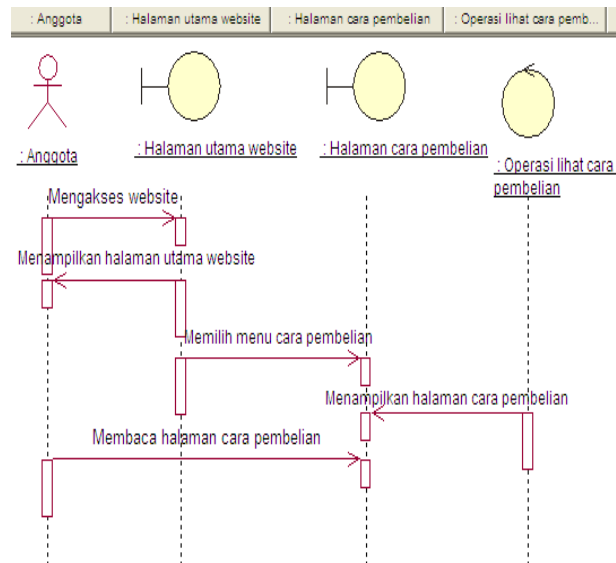 : Anggota
: Halaman utama website
: Halaman cara pembelian
: Operasi lihat cara pemb...
: Anggota
: Halaman utama website
: Halaman cara pembelian
: Operasi lihat cara
pembelian
Mengakses website
Menampilkan halaman utama website
Memilih menu cara pembelian
Menampilkan halaman cara pembelian
Membaca halaman cara pembelian